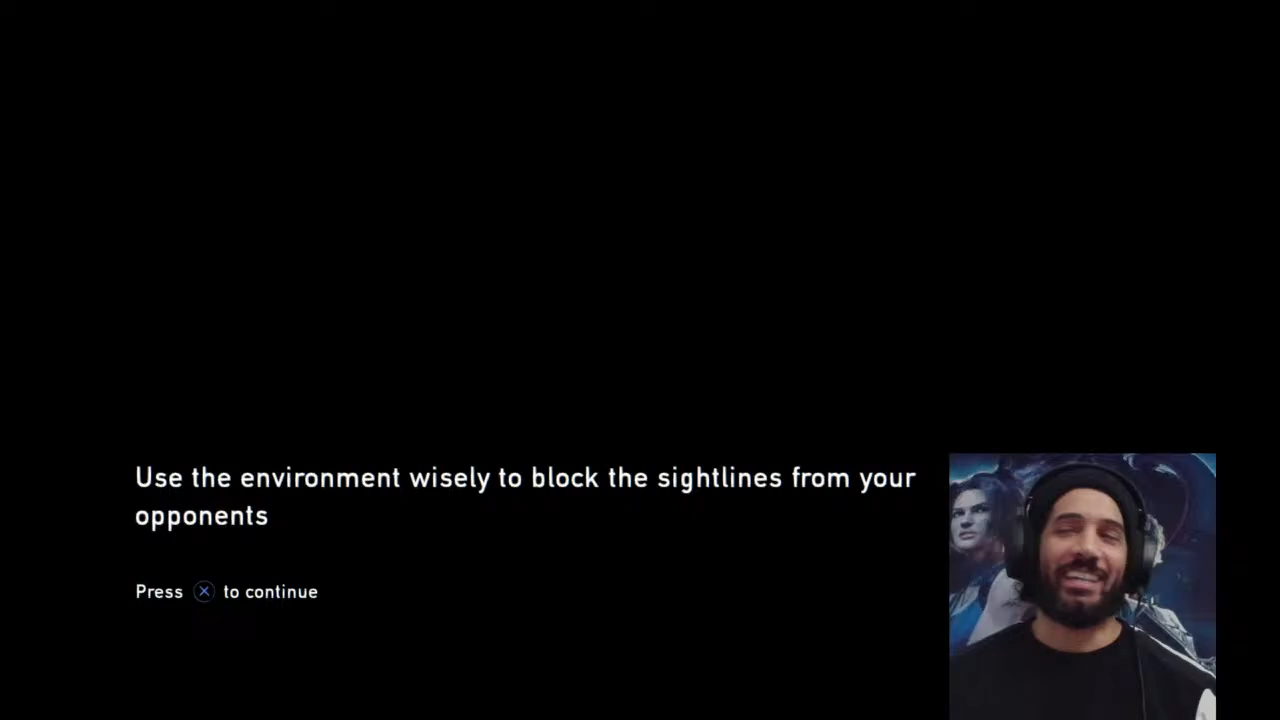 Use the environment wisely to block the sightlines from your
opponents
Press ⓧ to continue